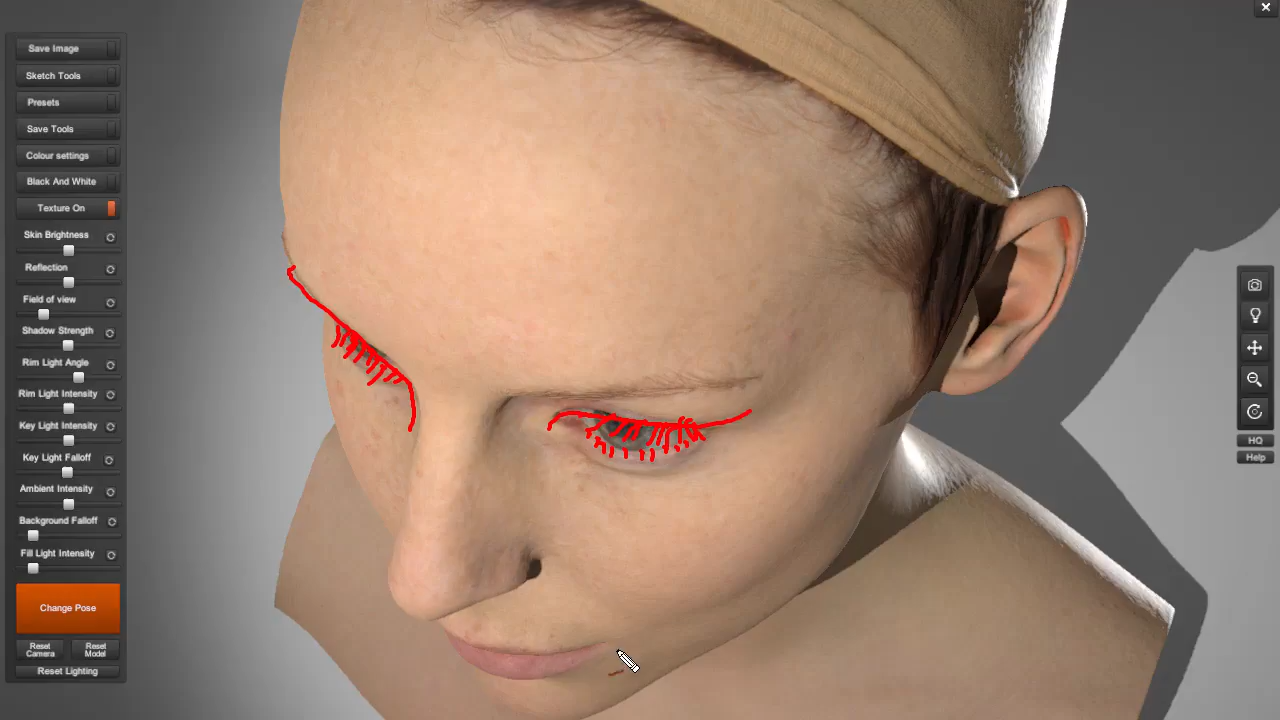 Save Image
Sketch Tools
Presets
Save Tools
Colour settings
Black And White
Texture On
Skin Brightness
Reflection
Field of view
Shadow Strength
Rim Light Angle
Rim Light Intensity
Key Light Intensity
Key Light Falloff
Ambient Intensity
Background Falloff
Fill Light Intensity
Change Pose
Reset Camera
Reset Model
Reset Lighting
HQ
Help